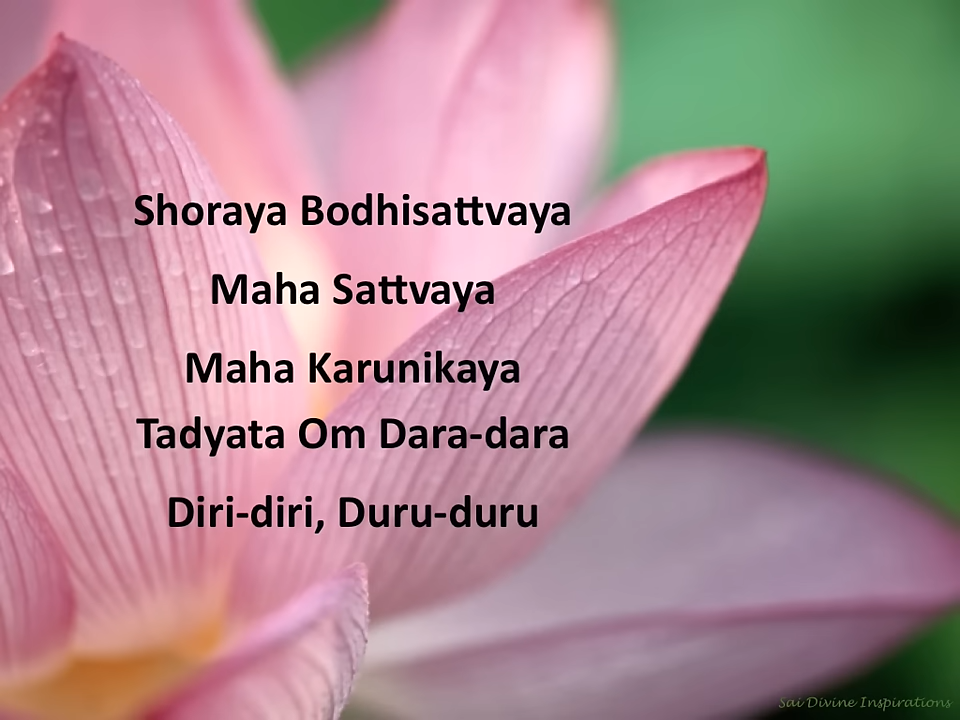 Shoraya Bodhisattvaya
Maha Sattvaya
Maha Karunikaya
Tadyata Om Dara-dara
Diri-diri, Duru-duru
Sai Divine Inspirations